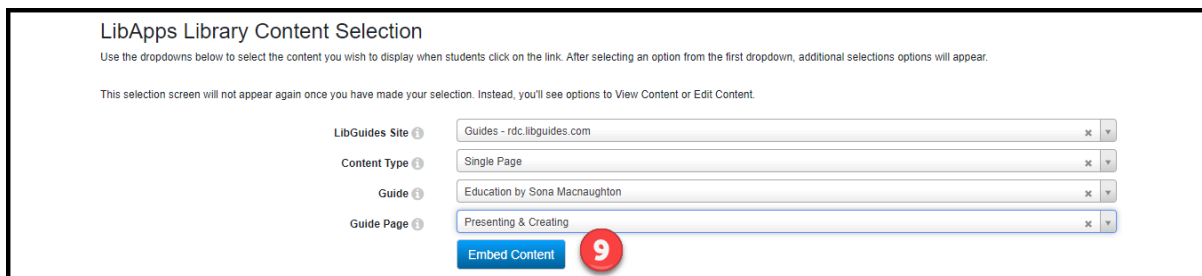 LibApps Library Content Selection
Use the dropdowns below to select the content you wish to display when students click on the link. After selecting an option from the first dropdown, additional selections options will appear.
This selection screen will not appear again once you have made your selection. Instead, you'll see options to View Content or Edit Content.
LibGuides Site Guides - rdc.libguides.com
Content Type Single Page
Guide Education by Sona Macnaughton
Guide Page Presenting & Creating
Embed Content 9